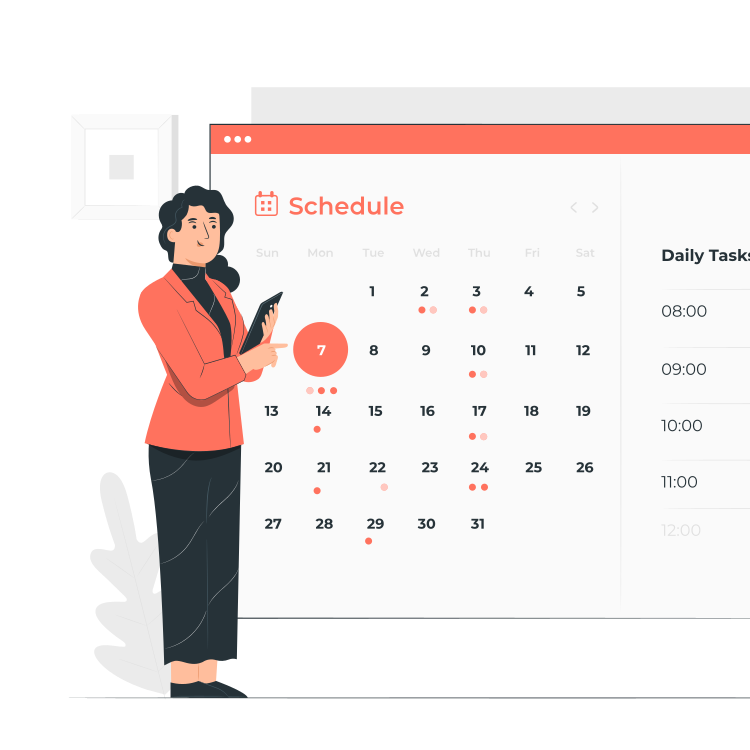 Schedule
Sun Mon Tue Wed Thu Fri Sat
1 2 3 4 5
7 8 9 10 11 12
13 14 15 16 17 18 19
20 21 22 23 24 25 26
27 28 29 30 31
Daily Tasks
08:00
09:00
10:00
11:00
12:00